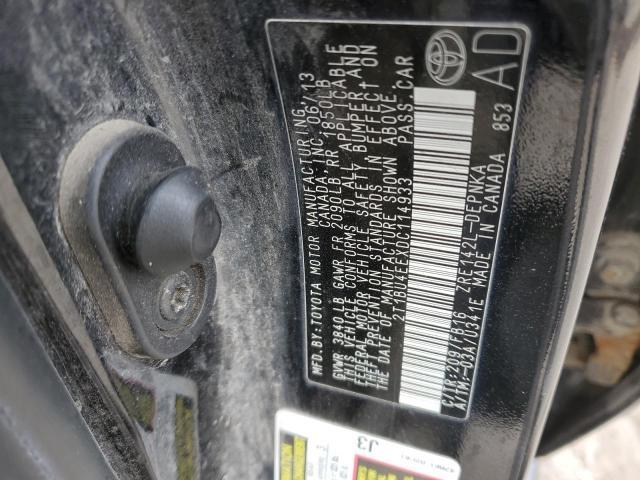 MFD.BY:TOYOTA MOTOR MANUFACTURING
CANADA INC. 06/13
GVWR 3840LB GAWR FR 2090LB RR 1850LB
THIS VEHICLE CONFORMS TO ALL APPLICABLE
FEDERAL MOTOR VEHICLE SAFETY BUMPER AND
THEFT PREVENTION STANDARDS IN EFFECT ON
THE DATE OF MANUFACTURE SHOWN ABOVE.
2T1BU4EEXDC114933 PASS CAR
C/TR:209/FB16 ZRE142L-DEPNKA
A/TM:-03A/U341E MADE IN CANADA 853
AD
J3